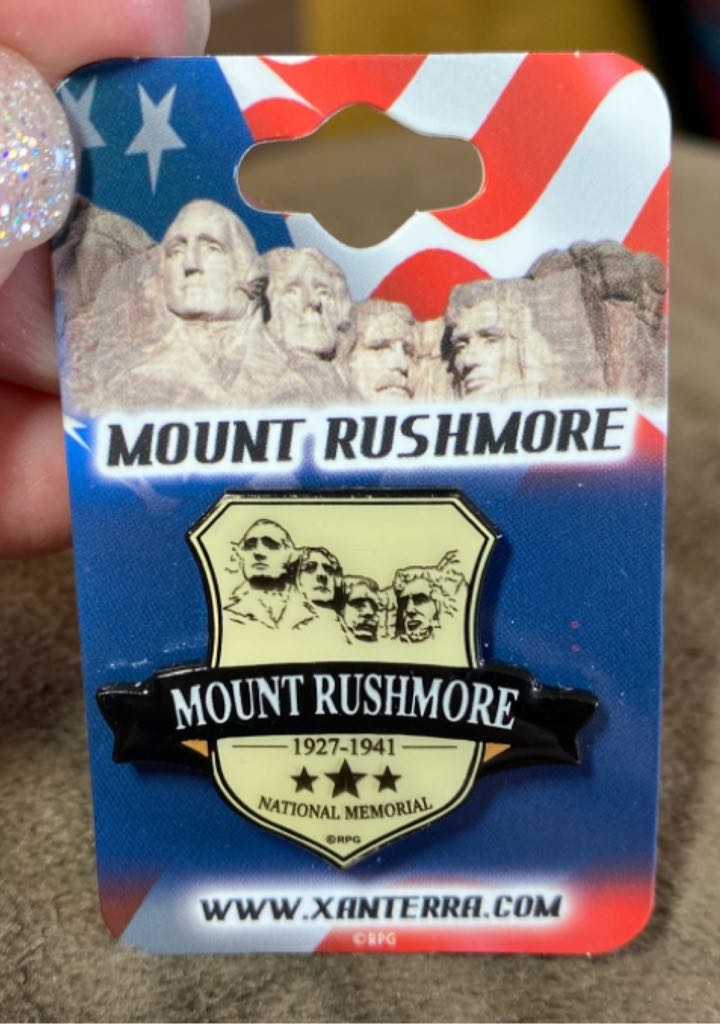 MOUNT RUSHMORE
MOUNT RUSHMORE
1927-1941
NATIONAL MEMORIAL
©RPG
WWW.XANTERRA.COM
©RPG